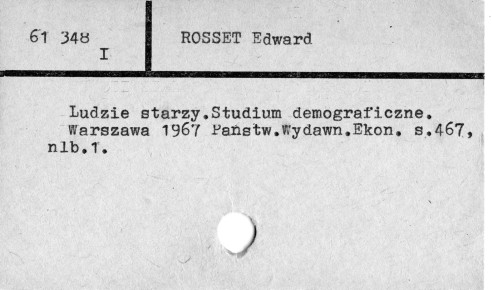 61 348
I
ROSSET Edward
Ludzie starzy.Studium demograficzne.
Warszawa 1967 Państw.Wydawn.Ekon. s.467,
nlb.1.